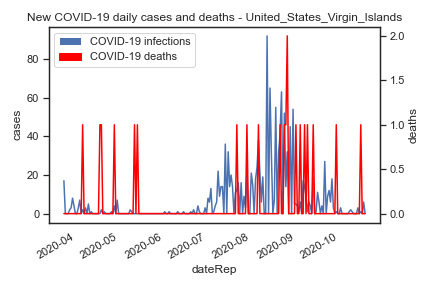 New COVID-19 daily cases and deaths - United_States_Virgin_Islands
COVID-19 infections
COVID-19 deaths
80
60
40
20
0
cases
2.0
1.5
1.0
0.5
0.0
deaths
2020-04
2020-05
2020-06
2020-07
2020-08
2020-09
2020-10
dateRep